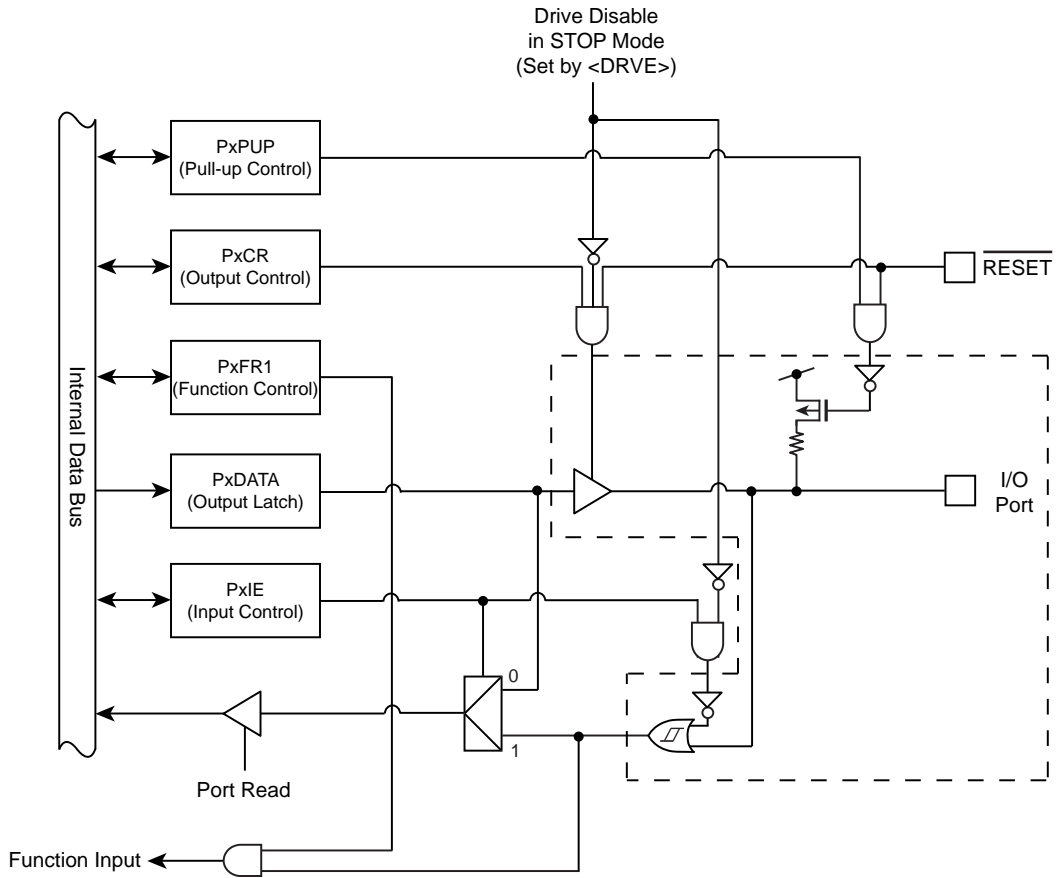 Drive Disable
in STOP Mode
(Set by <DRVE>)
PxPUP
(Pull-up Control)
PxCR
(Output Control)
RESET
PxFR1
(Function Control)
Internal Data Bus
PxDATA
(Output Latch)
I/O
Port
PxIE
(Input Control)
0
1
Port Read
Function Input